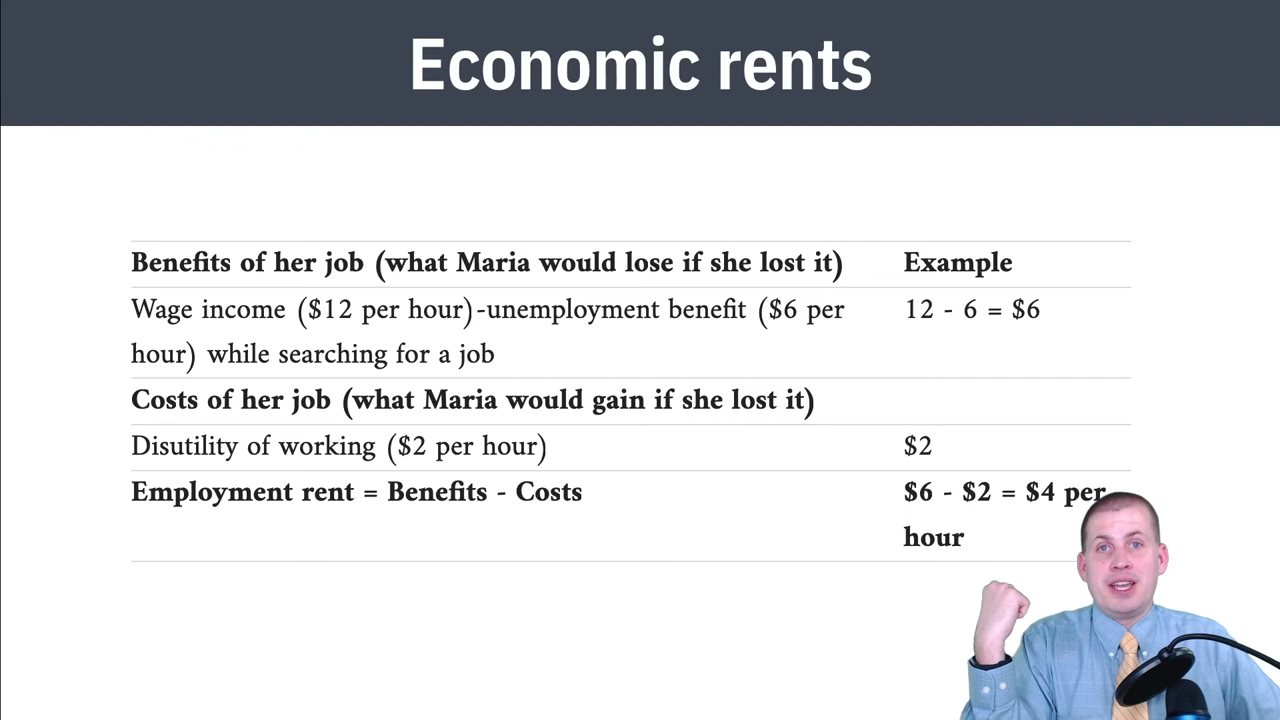 Economic rents
Benefits of her job (what Maria would lose if she lost it) Example
Wage income ($12 per hour)-unemployment benefit ($6 per 12 - 6 = $6
hour) while searching for a job
Costs of her job (what Maria would gain if she lost it)
Disutility of working ($2 per hour) $2
Employment rent = Benefits - Costs $6 - $2 = $4 per
hour